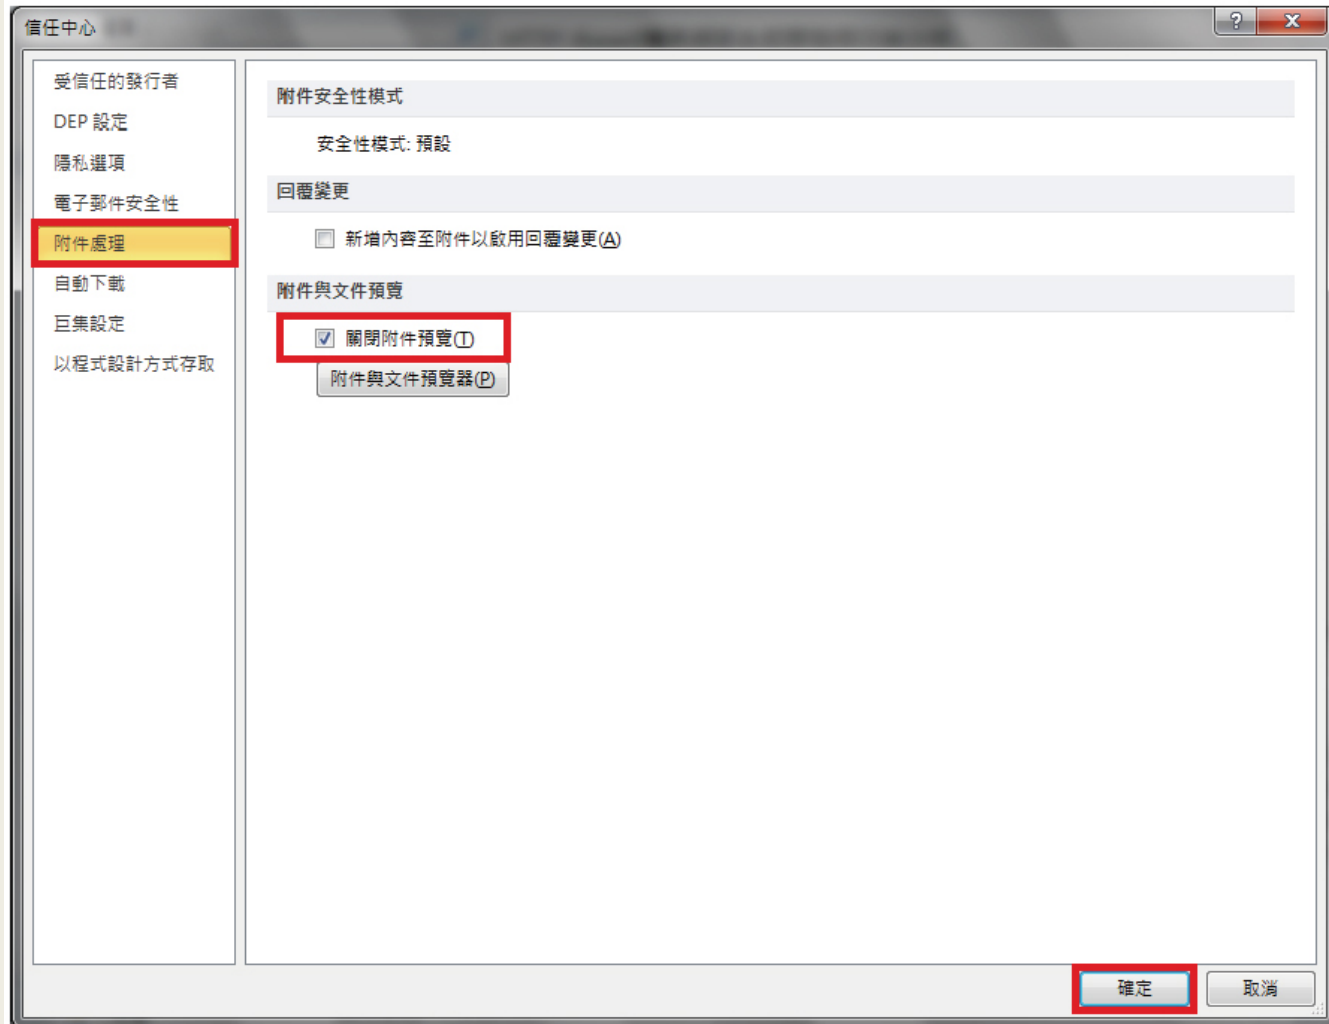 信任中心
受信任的發行者
DEP 設定
隱私選項
電子郵件安全性
附件處理
自動下載
巨集設定
以程式設計方式存取
附件安全性模式
安全性模式: 預設
回覆變更
新增內容至附件以啟用回覆變更(A)
附件與文件預覽
關閉附件預覽(T)
附件與文件預覽器(P)
確定
取消